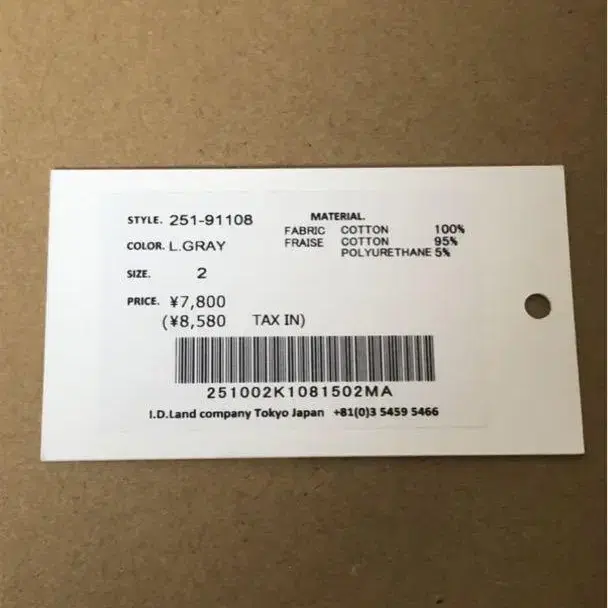 STYLE. 251-91108
COLOR. L.GRAY
SIZE. 2
PRICE. ¥7,800
(¥8,580 TAX IN)
MATERIAL.
FABRIC COTTON 100%
FRAISE COTTON 95%
POLYURETHANE 5%
251002K1081502MA
I.D.Land company Tokyo Japan +81(0)3 5459 5466